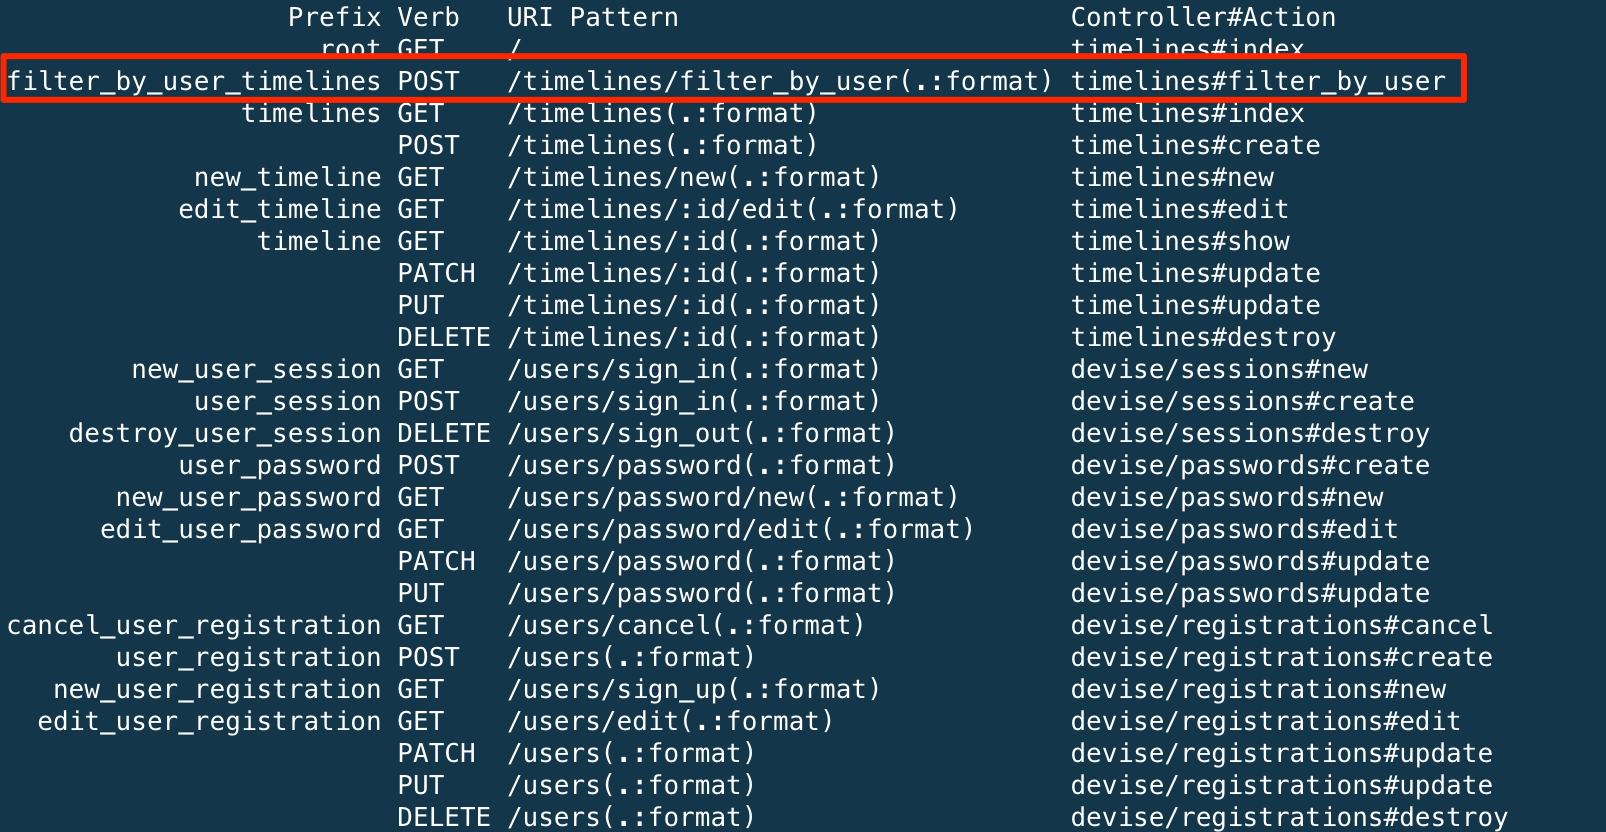 Prefix Verb URI Pattern Controller#Action
root GET / timelines#index
filter_by_user_timelines POST /timelines/filter_by_user(.:format) timelines#filter_by_user
timelines GET /timelines(.:format) timelines#index
POST /timelines(.:format) timelines#create
new_timeline GET /timelines/new(.:format) timelines#new
edit_timeline GET /timelines/:id/edit(.:format) timelines#edit
timeline GET /timelines/:id(.:format) timelines#show
PATCH /timelines/:id(.:format) timelines#update
PUT /timelines/:id(.:format) timelines#update
DELETE /timelines/:id(.:format) timelines#destroy
new_user_session GET /users/sign_in(.:format) devise/sessions#new
user_session POST /users/sign_in(.:format) devise/sessions#create
destroy_user_session DELETE /users/sign_out(.:format) devise/sessions#destroy
user_password POST /users/password(.:format) devise/passwords#create
new_user_password GET /users/password/new(.:format) devise/passwords#new
edit_user_password GET /users/password/edit(.:format) devise/passwords#edit
PATCH /users/password(.:format) devise/passwords#update
PUT /users/password(.:format) devise/passwords#update
cancel_user_registration GET /users/cancel(.:format) devise/registrations#cancel
user_registration POST /users(.:format) devise/registrations#create
new_user_registration GET /users/sign_up(.:format) devise/registrations#new
edit_user_registration GET /users/edit(.:format) devise/registrations#edit
PATCH /users(.:format) devise/registrations#update
PUT /users(.:format) devise/registrations#update
DELETE /users(.:format) devise/registrations#destroy